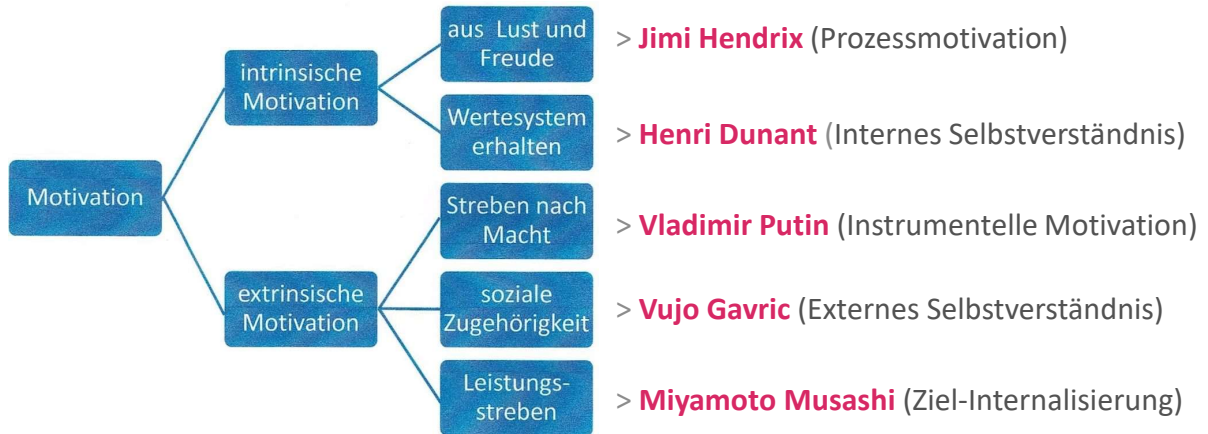 Motivation
intrinsische
Motivation
aus Lust und
Freude
> Jimi Hendrix (Prozessmotivation)
Wertesystem
erhalten
> Henri Dunant (Internes Selbstverständnis)
extrinsische
Motivation
Streben nach
Macht
> Vladimir Putin (Instrumentelle Motivation)
soziale
Zugehörigkeit
> Vujo Gavric (Externes Selbstverständnis)
Leistungs-
streben
> Miyamoto Musashi (Ziel-Internalisierung)